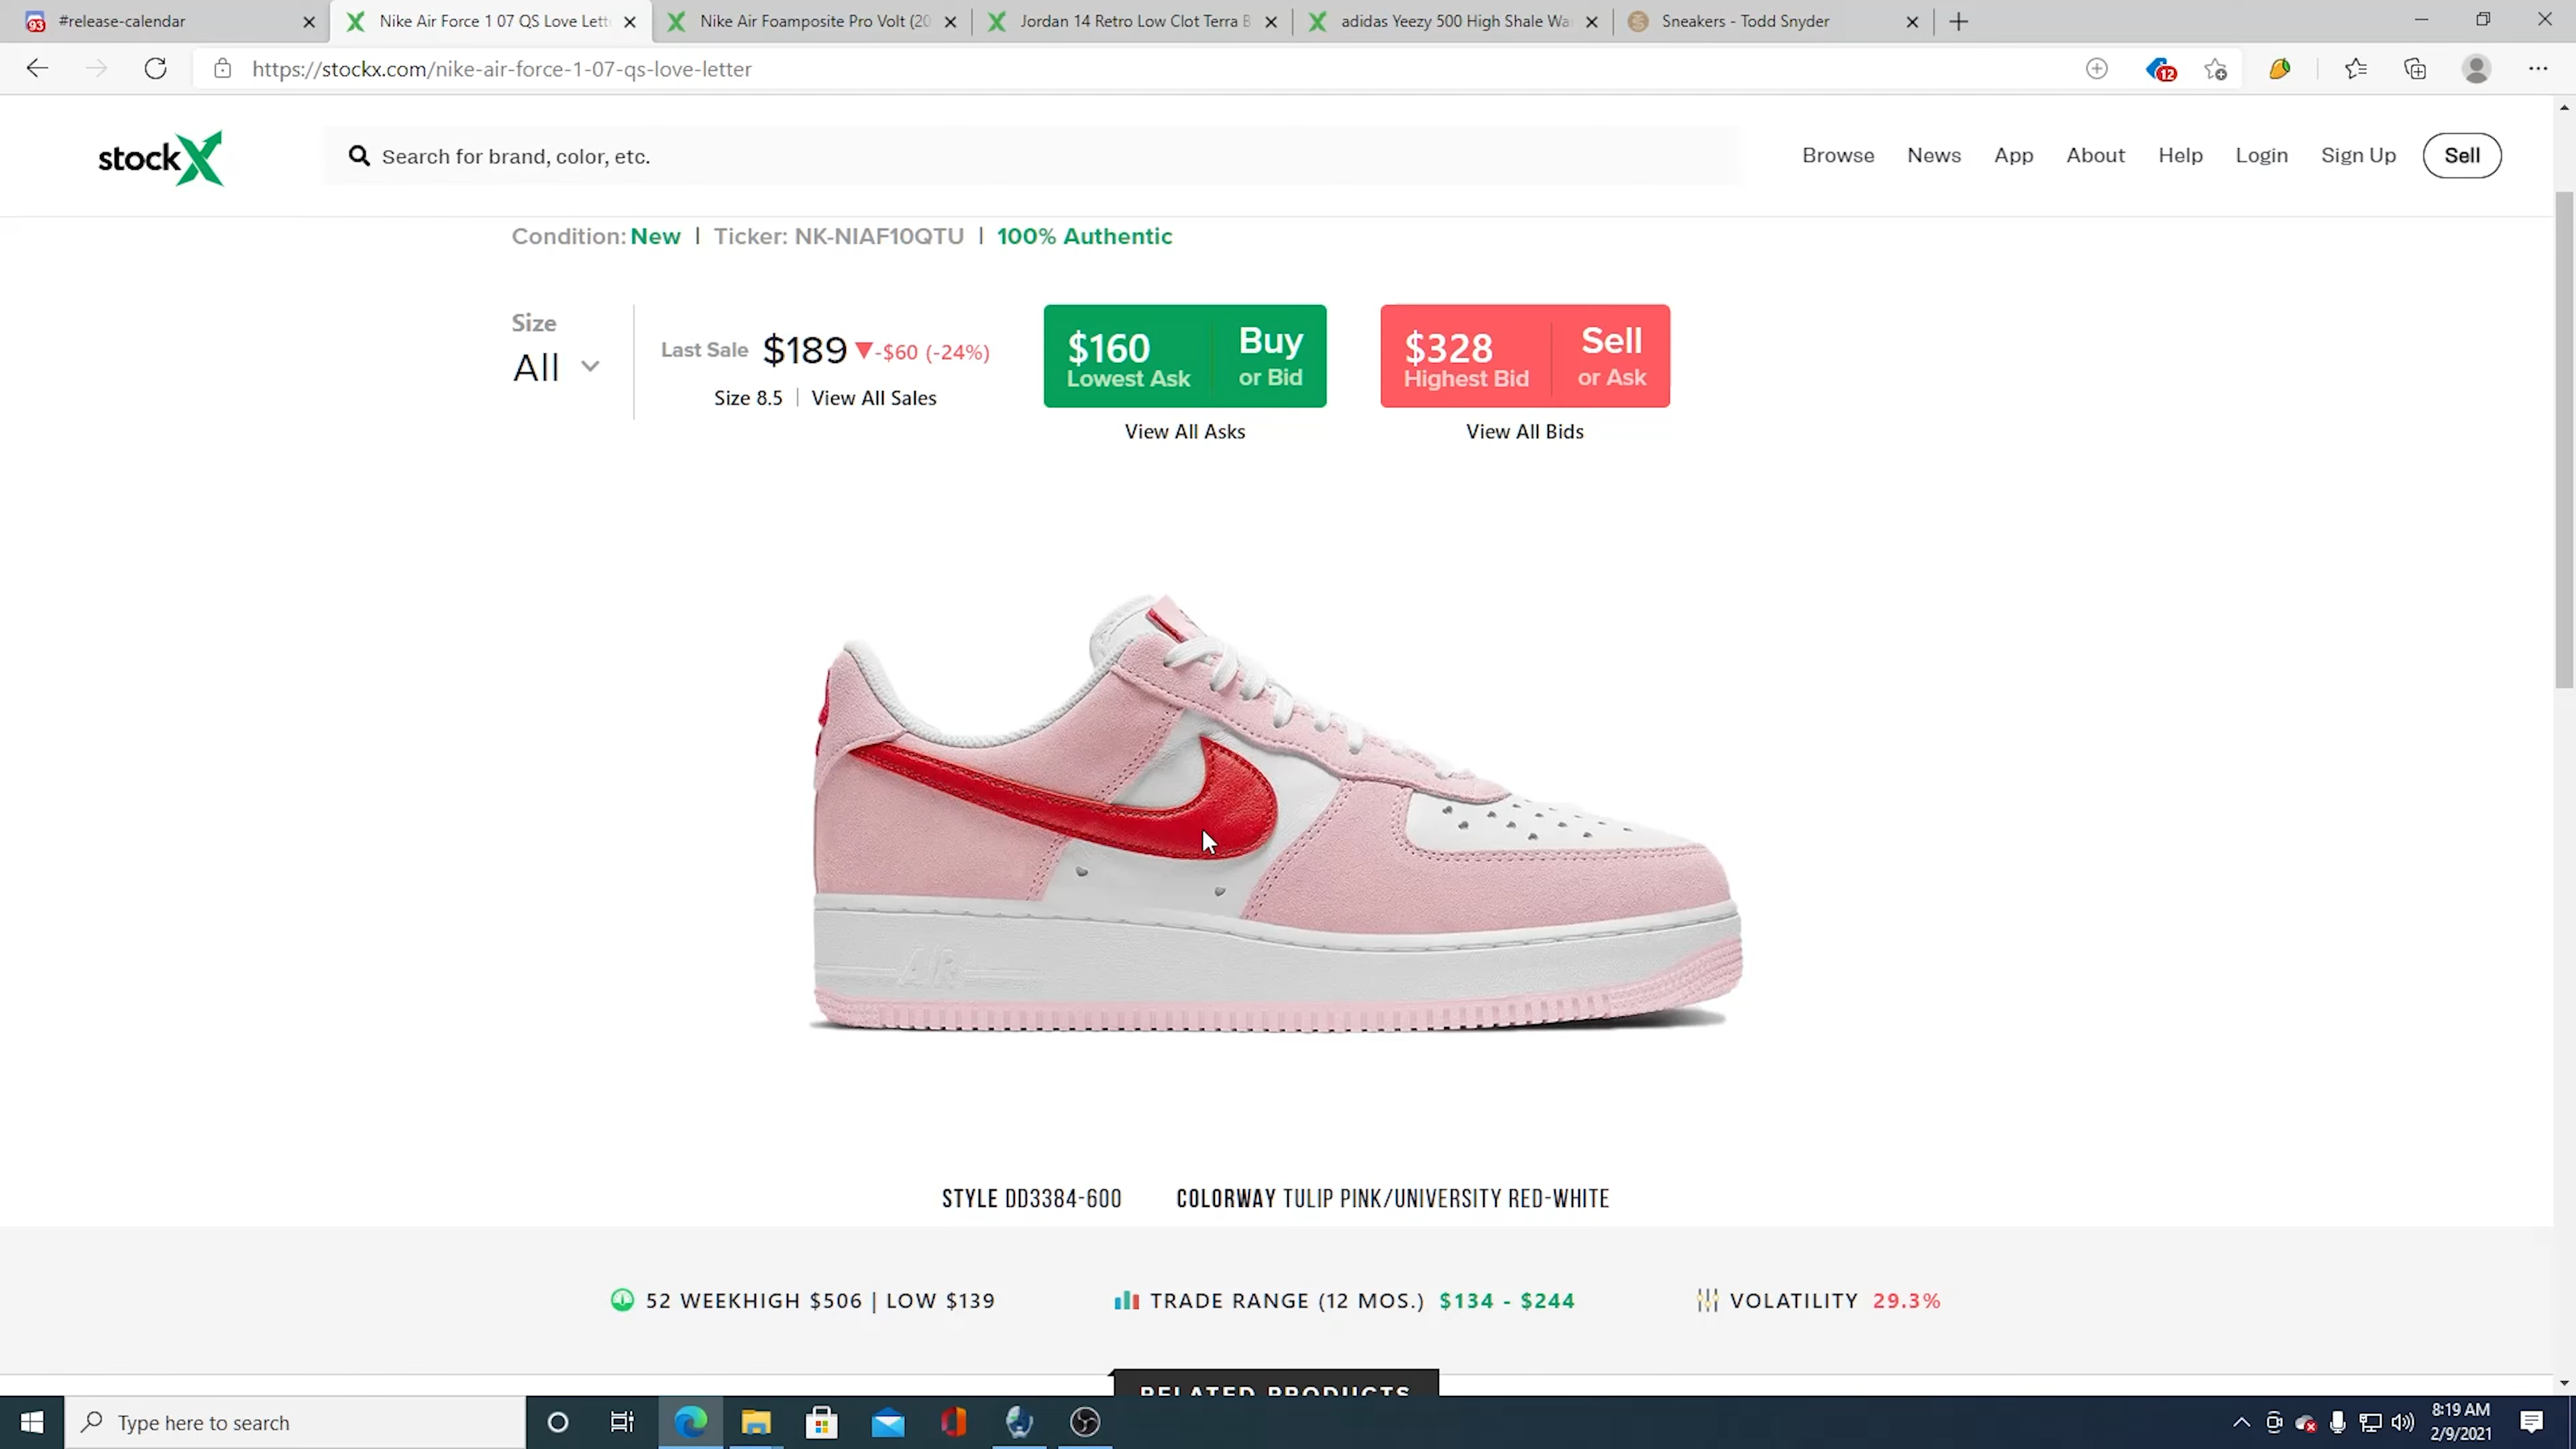 #release-calendar
Nike Air Force 1 07 QS Love Lett
Nike Air Foamposite Pro Volt (20
Jordan 14 Retro Low Clot Terra B
adidas Yeezy 500 High Shale Wa
Sneakers - Todd Snyder
https://stockx.com/nike-air-force-1-07-qs-love-letter
12
stockX
Search for brand, color, etc.
Browse
News
App
About
Help
Login
Sign Up
Sell
Condition: New | Ticker: NK-NIAF10QTU | 100% Authentic
Size
All
Last Sale $189 ▼-$60 (-24%)
Size 8.5 | View All Sales
$160
Lowest Ask
Buy
or Bid
View All Asks
$328
Highest Bid
Sell
or Ask
View All Bids
AIR
STYLE DD3384-600 COLORWAY TULIP PINK/UNIVERSITY RED-WHITE
52 WEEKHIGH $506 | LOW $139
TRADE RANGE (12 MOS.) $134 - $244
VOLATILITY 29.3%
RELATED PRODUCTS
Type here to search
8:19 AM
2/9/2021